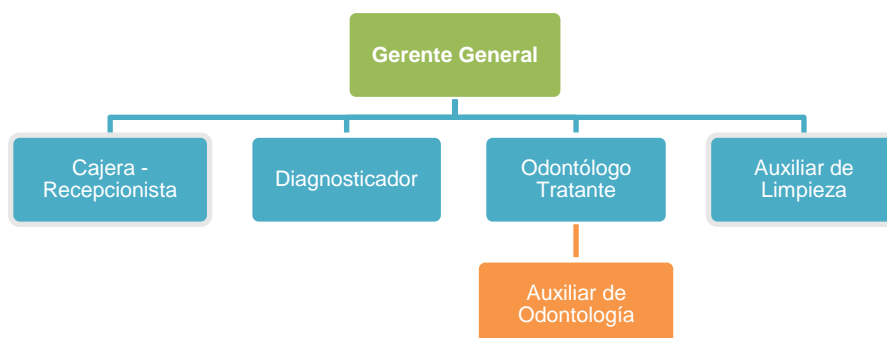 Gerente General
Cajera -
Recepcionista
Diagnosticador
Odontólogo
Tratante
Auxiliar de
Limpieza
Auxiliar de
Odontología